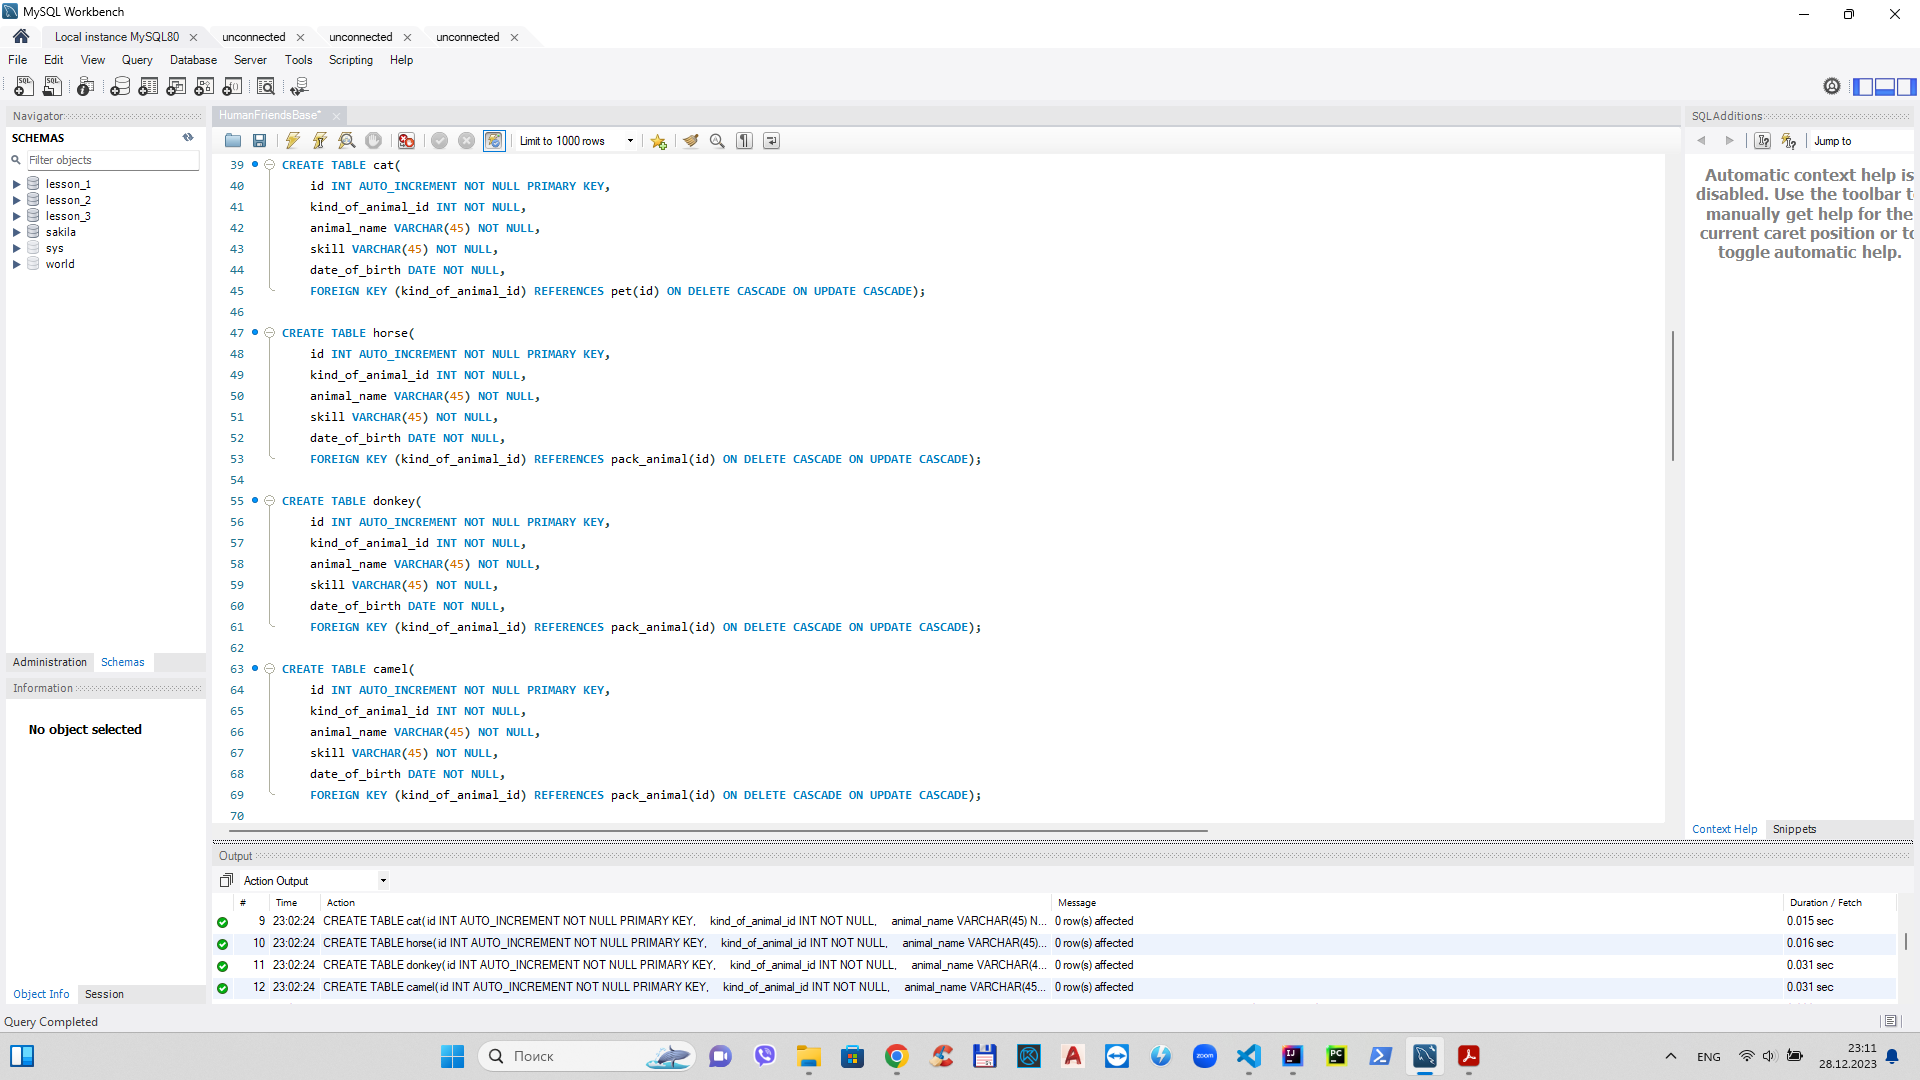 MySQL Workbench
Local instance MySQL80
unconnected
unconnected
unconnected
File Edit View Query Database Server Tools Scripting Help
Navigator
SCHEMAS
Filter objects
lesson_1
lesson_2
lesson_3
sakila
sys
world
Administration Schemas
Information
No object selected
Object Info Session
HumanFriendsBase*
Limit to 1000 rows
39 CREATE TABLE cat(
40 id INT AUTO_INCREMENT NOT NULL PRIMARY KEY,
41 kind_of_animal_id INT NOT NULL,
42 animal_name VARCHAR(45) NOT NULL,
43 skill VARCHAR(45) NOT NULL,
44 date_of_birth DATE NOT NULL,
45 FOREIGN KEY (kind_of_animal_id) REFERENCES pet(id) ON DELETE CASCADE ON UPDATE CASCADE);
46
47 CREATE TABLE horse(
48 id INT AUTO_INCREMENT NOT NULL PRIMARY KEY,
49 kind_of_animal_id INT NOT NULL,
50 animal_name VARCHAR(45) NOT NULL,
51 skill VARCHAR(45) NOT NULL,
52 date_of_birth DATE NOT NULL,
53 FOREIGN KEY (kind_of_animal_id) REFERENCES pack_animal(id) ON DELETE CASCADE ON UPDATE CASCADE);
54
55 CREATE TABLE donkey(
56 id INT AUTO_INCREMENT NOT NULL PRIMARY KEY,
57 kind_of_animal_id INT NOT NULL,
58 animal_name VARCHAR(45) NOT NULL,
59 skill VARCHAR(45) NOT NULL,
60 date_of_birth DATE NOT NULL,
61 FOREIGN KEY (kind_of_animal_id) REFERENCES pack_animal(id) ON DELETE CASCADE ON UPDATE CASCADE);
62
63 CREATE TABLE camel(
64 id INT AUTO_INCREMENT NOT NULL PRIMARY KEY,
65 kind_of_animal_id INT NOT NULL,
66 animal_name VARCHAR(45) NOT NULL,
67 skill VARCHAR(45) NOT NULL,
68 date_of_birth DATE NOT NULL,
69 FOREIGN KEY (kind_of_animal_id) REFERENCES pack_animal(id) ON DELETE CASCADE ON UPDATE CASCADE);
70
SQLAdditions
Jump to
Automatic context help is
disabled. Use the toolbar t
manually get help for the
current caret position or to
toggle automatic help.
Context Help Snippets
Output
Action Output
# Time Action Message Duration / Fetch
9 23:02:24 CREATE TABLE cat( id INT AUTO_INCREMENT NOT NULL PRIMARY KEY, kind_of_animal_id INT NOT NULL, animal_name VARCHAR(45) N... 0 row(s) affected 0.015 sec
10 23:02:24 CREATE TABLE horse( id INT AUTO_INCREMENT NOT NULL PRIMARY KEY, kind_of_animal_id INT NOT NULL, animal_name VARCHAR(45)... 0 row(s) affected 0.016 sec
11 23:02:24 CREATE TABLE donkey( id INT AUTO_INCREMENT NOT NULL PRIMARY KEY, kind_of_animal_id INT NOT NULL, animal_name VARCHAR(4... 0 row(s) affected 0.031 sec
12 23:02:24 CREATE TABLE camel( id INT AUTO_INCREMENT NOT NULL PRIMARY KEY, kind_of_animal_id INT NOT NULL, animal_name VARCHAR(45... 0 row(s) affected 0.031 sec
Query Completed
Поиск
zoom
ENG
23:11
28.12.2023